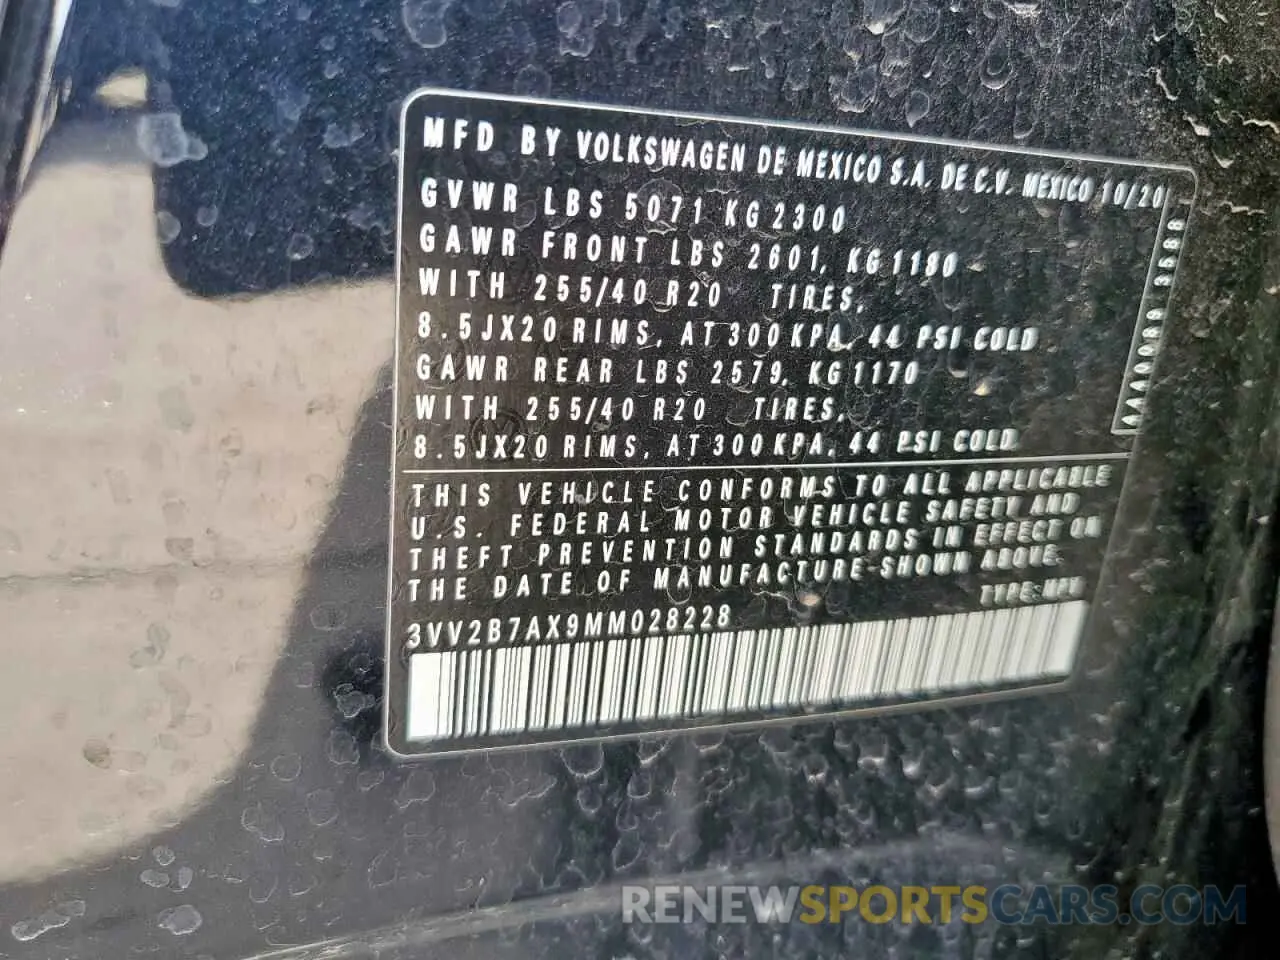 MFD BY VOLKSWAGEN DE MEXICO S.A. DE C.V. MEXICO 10/20
GVWR LBS 5071 KG 2300
GAWR FRONT LBS 2601, KG 1180
WITH 255/40 R20 TIRES,
8.5JX20 RIMS, AT 300 KPA, 44 PSI COLD
GAWR REAR LBS 2579, KG 1170
WITH 255/40 R20 TIRES,
8.5JX20 RIMS, AT 300 KPA, 44 PSI COLD
THIS VEHICLE CONFORMS TO ALL APPLICABLE
U.S. FEDERAL MOTOR VEHICLE SAFETY AND
THEFT PREVENTION STANDARDS IN EFFECT ON
THE DATE OF MANUFACTURE SHOWN ABOVE.
TYPE: MPV
3VV2B7AX9MM028228
RENEWSPORTSCARS.COM